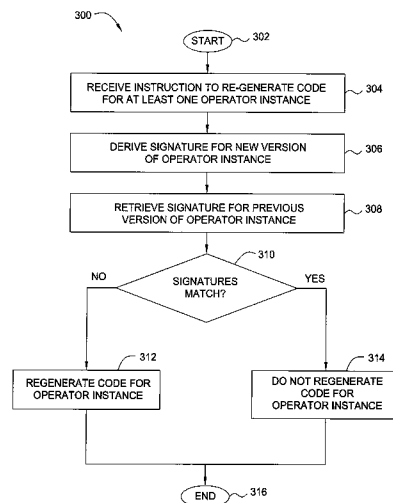 300
START
302
RECEIVE INSTRUCTION TO RE-GENERATE CODE
FOR AT LEAST ONE OPERATOR INSTANCE
304
DERIVE SIGNATURE FOR NEW VERSION
OF OPERATOR INSTANCE
306
RETRIEVE SIGNATURE FOR PREVIOUS
VERSION OF OPERATOR INSTANCE
308
310
NO
SIGNATURES
MATCH?
YES
312
REGENERATE CODE FOR
OPERATOR INSTANCE
314
DO NOT REGENERATE
CODE FOR
OPERATOR INSTANCE
END
316